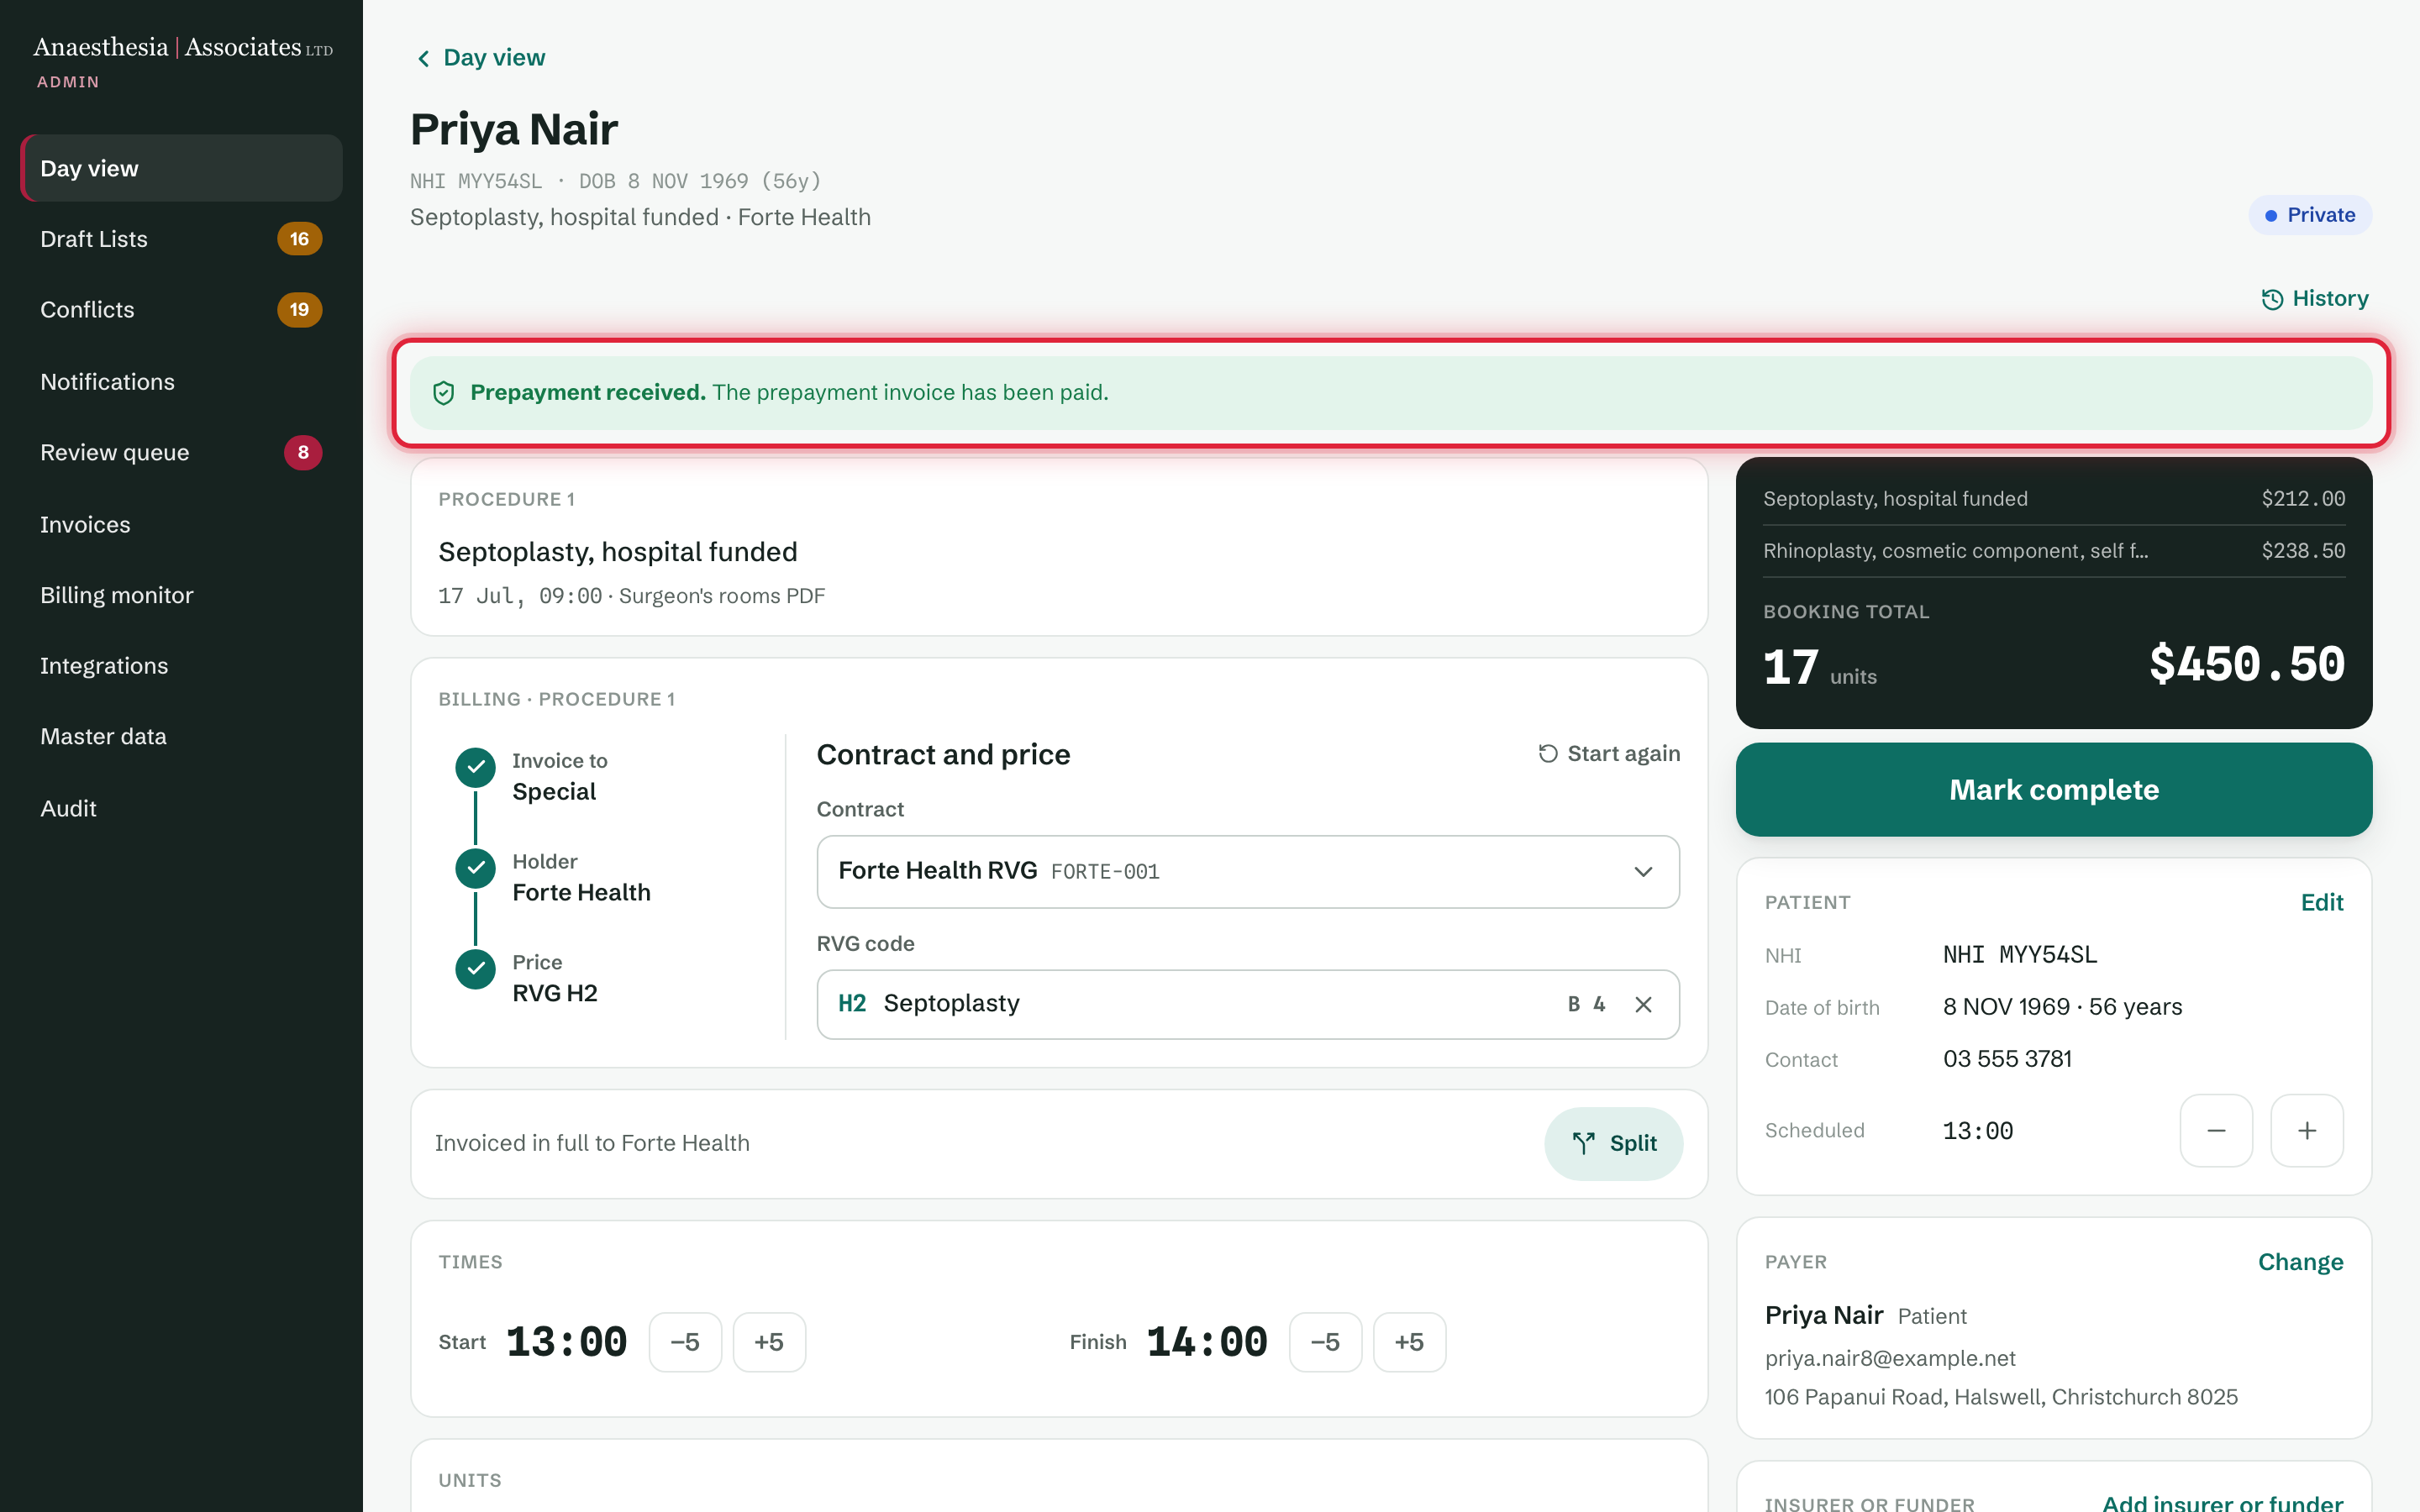 Anaesthesia | Associates LTD
ADMIN
Day view
Draft Lists 16
Conflicts 19
Notifications
Review queue 8
Invoices
Billing monitor
Integrations
Master data
Audit
Day view
Priya Nair
NHI MYY54SL · DOB 8 NOV 1969 (56y)
Septoplasty, hospital funded · Forte Health
Private
History
Prepayment received. The prepayment invoice has been paid.
PROCEDURE 1
Septoplasty, hospital funded
17 Jul, 09:00 · Surgeon's rooms PDF
BILLING · PROCEDURE 1
Invoice to
Special
Holder
Forte Health
Price
RVG H2
Contract and price
Start again
Contract
Forte Health RVG FORTE-001
RVG code
H2 Septoplasty B 4
Invoiced in full to Forte Health
Split
TIMES
Start 13:00 −5 +5
Finish 14:00 −5 +5
UNITS
Septoplasty, hospital funded $212.00
Rhinoplasty, cosmetic component, self f... $238.50
BOOKING TOTAL
17 units $450.50
Mark complete
PATIENT Edit
NHI NHI MYY54SL
Date of birth 8 NOV 1969 · 56 years
Contact 03 555 3781
Scheduled 13:00 − +
PAYER Change
Priya Nair Patient
priya.nair8@example.net
106 Papanui Road, Halswell, Christchurch 8025
INSURER OR FUNDER Add insurer or funder